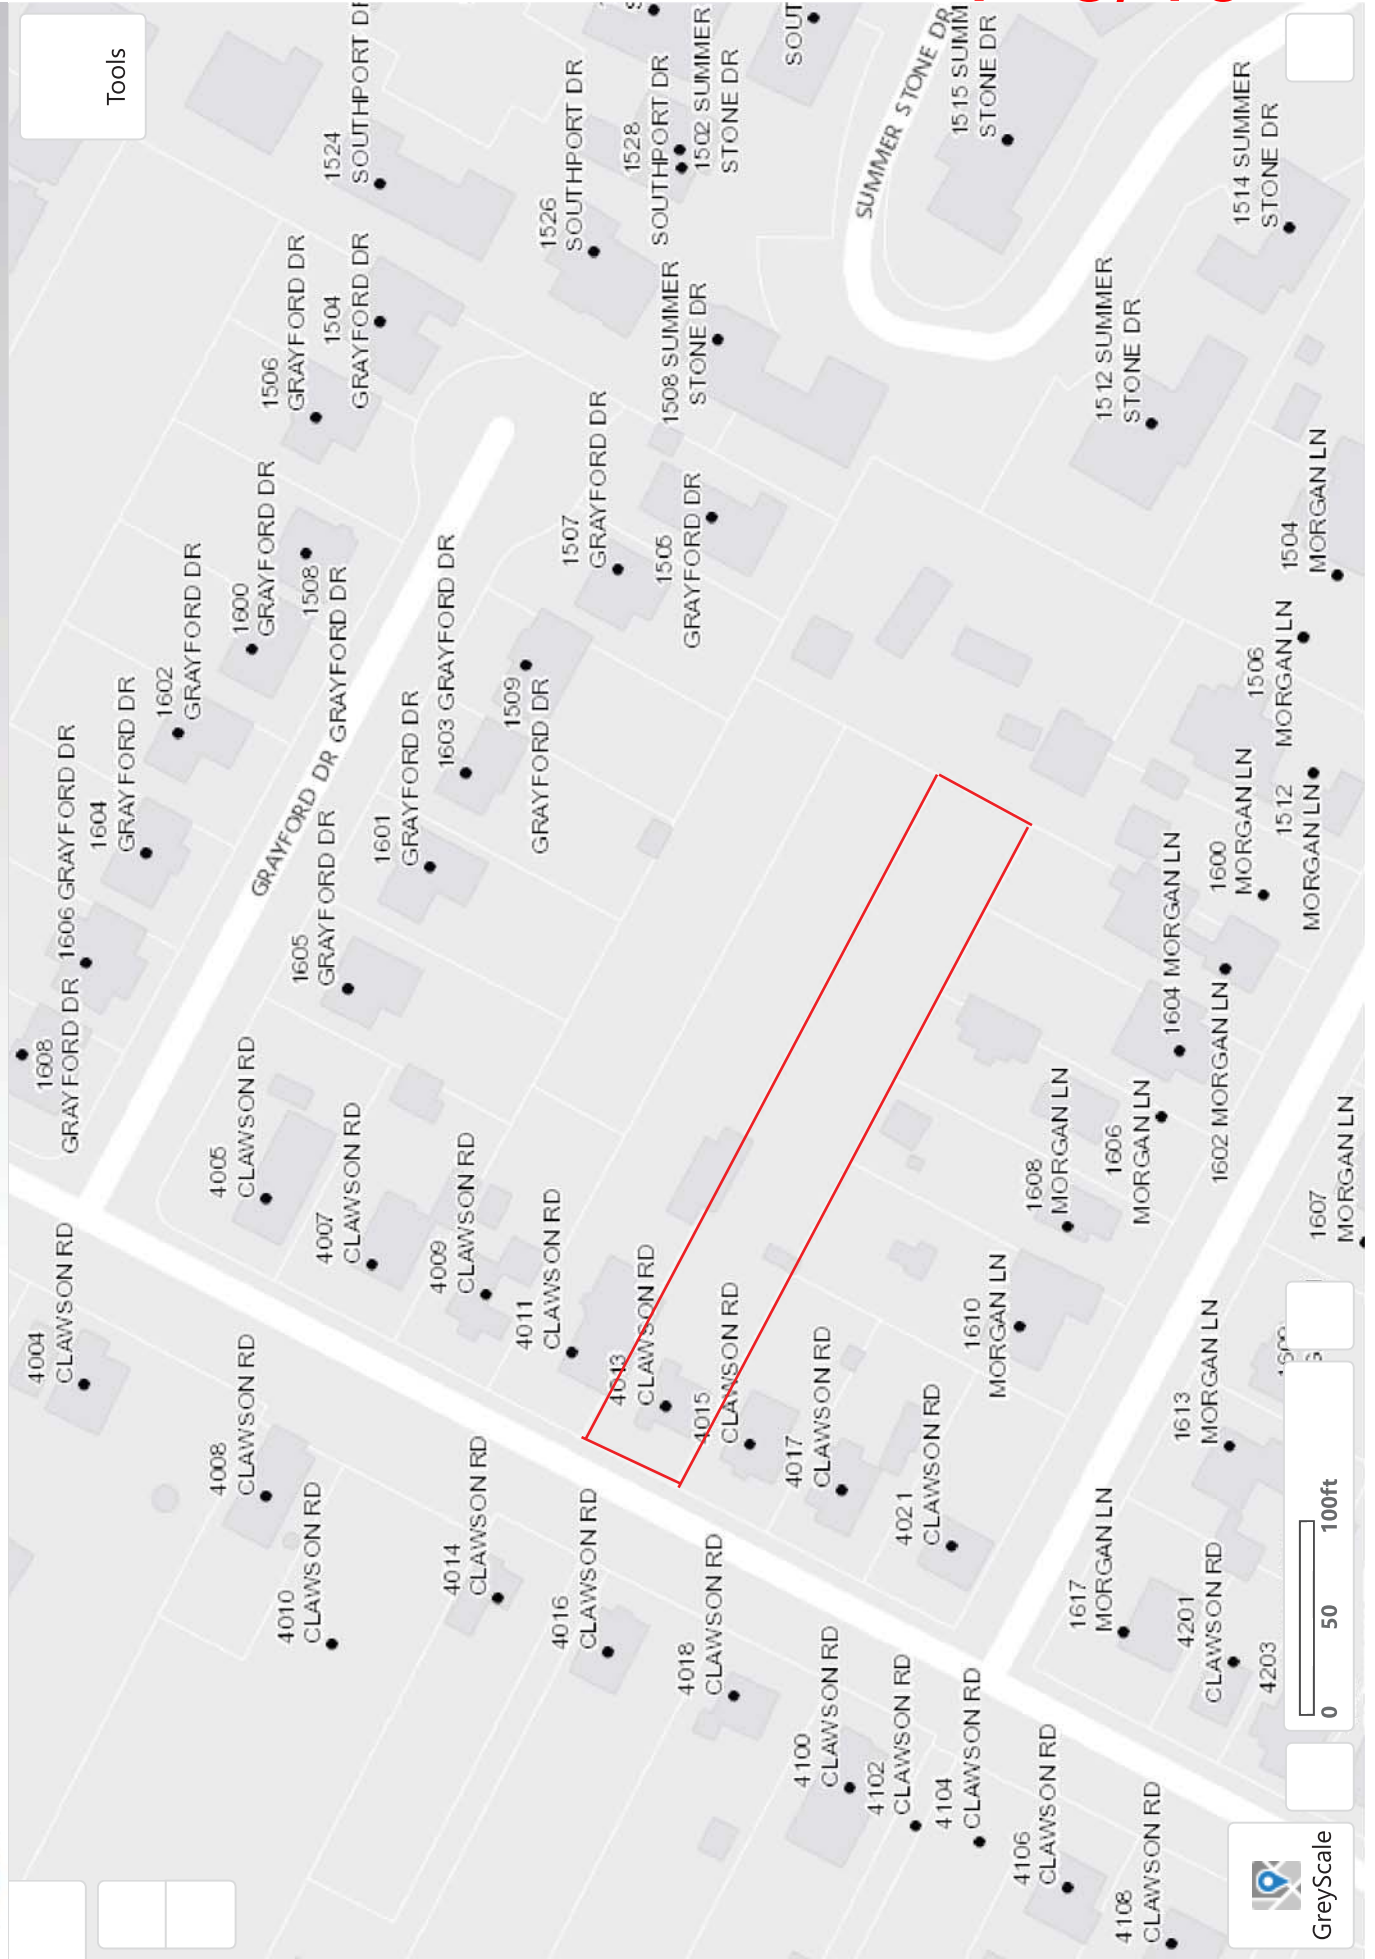 Tools
1524
SOUTHPORT DR
1526
SOUTHPORT DR
1528
SOUTHPORT DR
1502 SUMMER
STONE DR
SOUT
SUMMER STONE DR
1515 SUMM
STONE DR
1514 SUMMER
STONE DR
1512 SUMMER
STONE DR
1508 SUMMER
STONE DR
1504
GRAYFORD DR
1506
GRAYFORD DR
1508
GRAYFORD DR
1600
GRAYFORD DR
1602
GRAYFORD DR
1604
GRAYFORD DR
1606 GRAYFORD DR
1608
GRAYFORD DR
GRAYFORD DR
1507
GRAYFORD DR
1505
GRAYFORD DR
1509
GRAYFORD DR
1603 GRAYFORD DR
1601
GRAYFORD DR
1605
GRAYFORD DR
1504
MORGAN LN
1506
MORGAN LN
1512
MORGAN LN
1600
MORGAN LN
1602 MORGAN LN
1604 MORGAN LN
1606
MORGAN LN
1608
MORGAN LN
1610
MORGAN LN
1607
MORGAN LN
1613
MORGAN LN
1617
MORGAN LN
4005
CLAWSON RD
4007
CLAWSON RD
4009
CLAWSON RD
4011
CLAWSON RD
4013
CLAWSON RD
4015
CLAWSON RD
4017
CLAWSON RD
4021
CLAWSON RD
4004
CLAWSON RD
4008
CLAWSON RD
4010
CLAWSON RD
4014
CLAWSON RD
4016
CLAWSON RD
4018
CLAWSON RD
4100
CLAWSON RD
4102
CLAWSON RD
4104
CLAWSON RD
4106
CLAWSON RD
4108
CLAWSON RD
4201
CLAWSON RD
4203
0 50 100ft
GreyScale